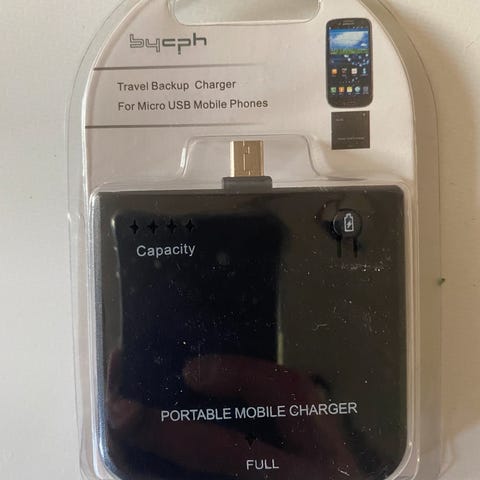 bycph
Travel Backup Charger
For Micro USB Mobile Phones
Capacity
PORTABLE MOBILE CHARGER
FULL